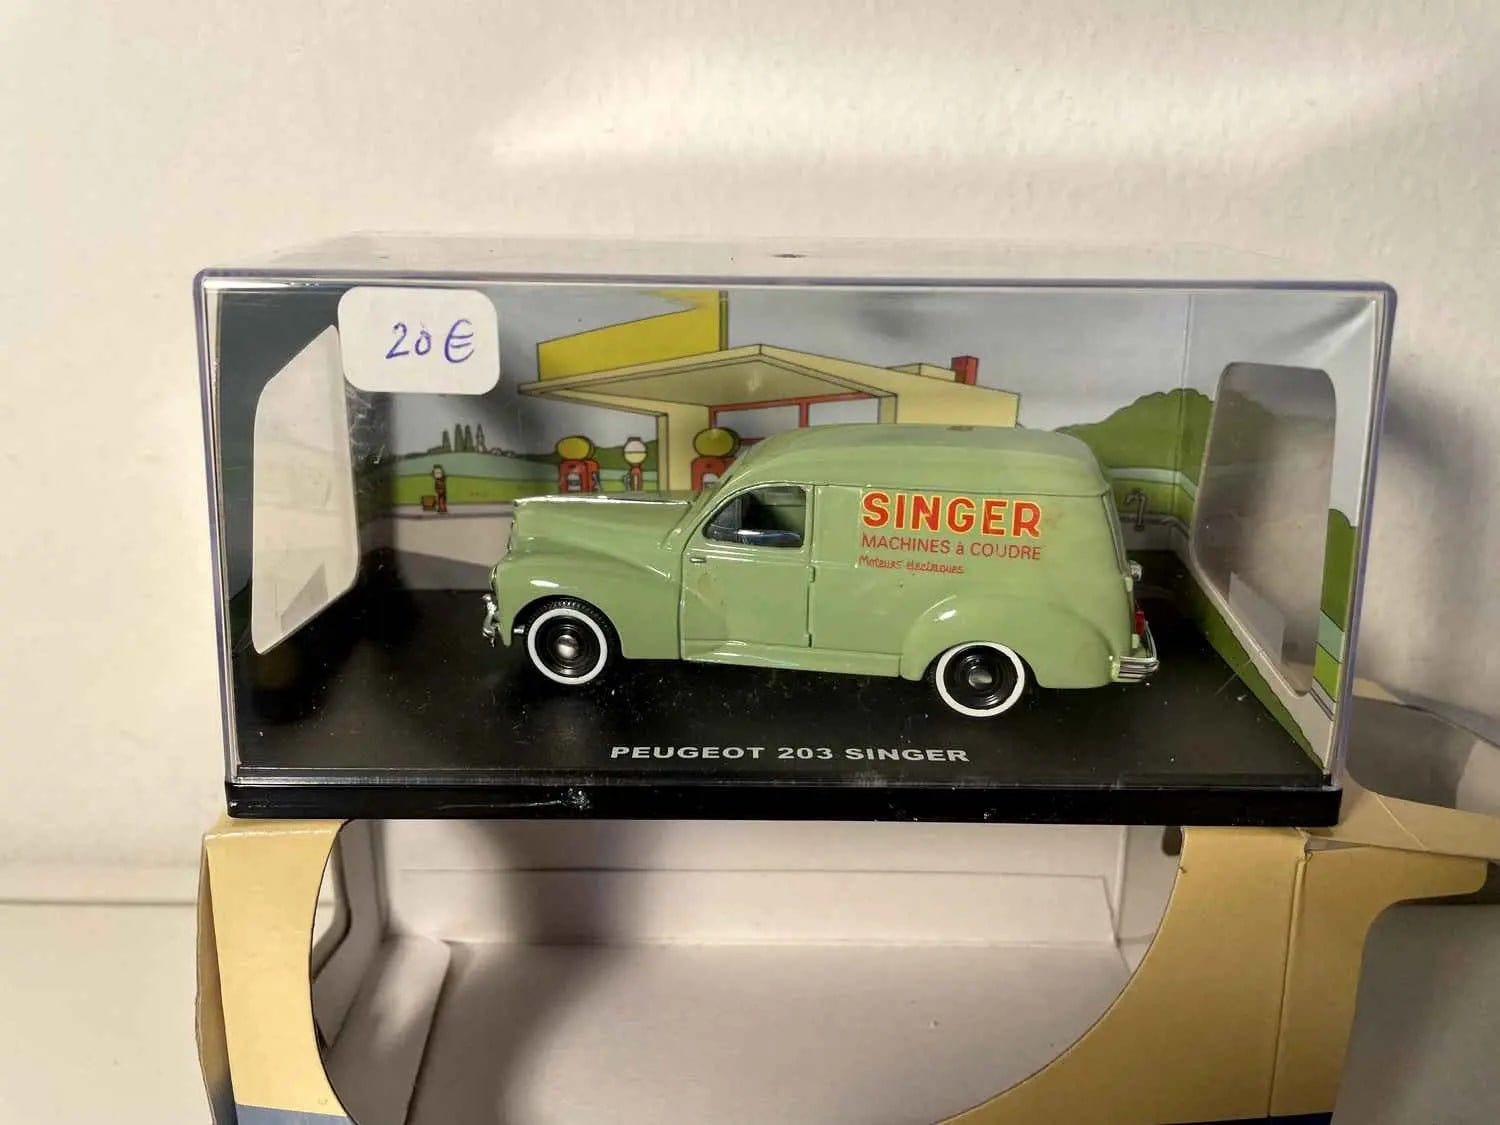 20€
SINGER
MACHINES à COUDRE
Moteurs électriques
PEUGEOT 203 SINGER